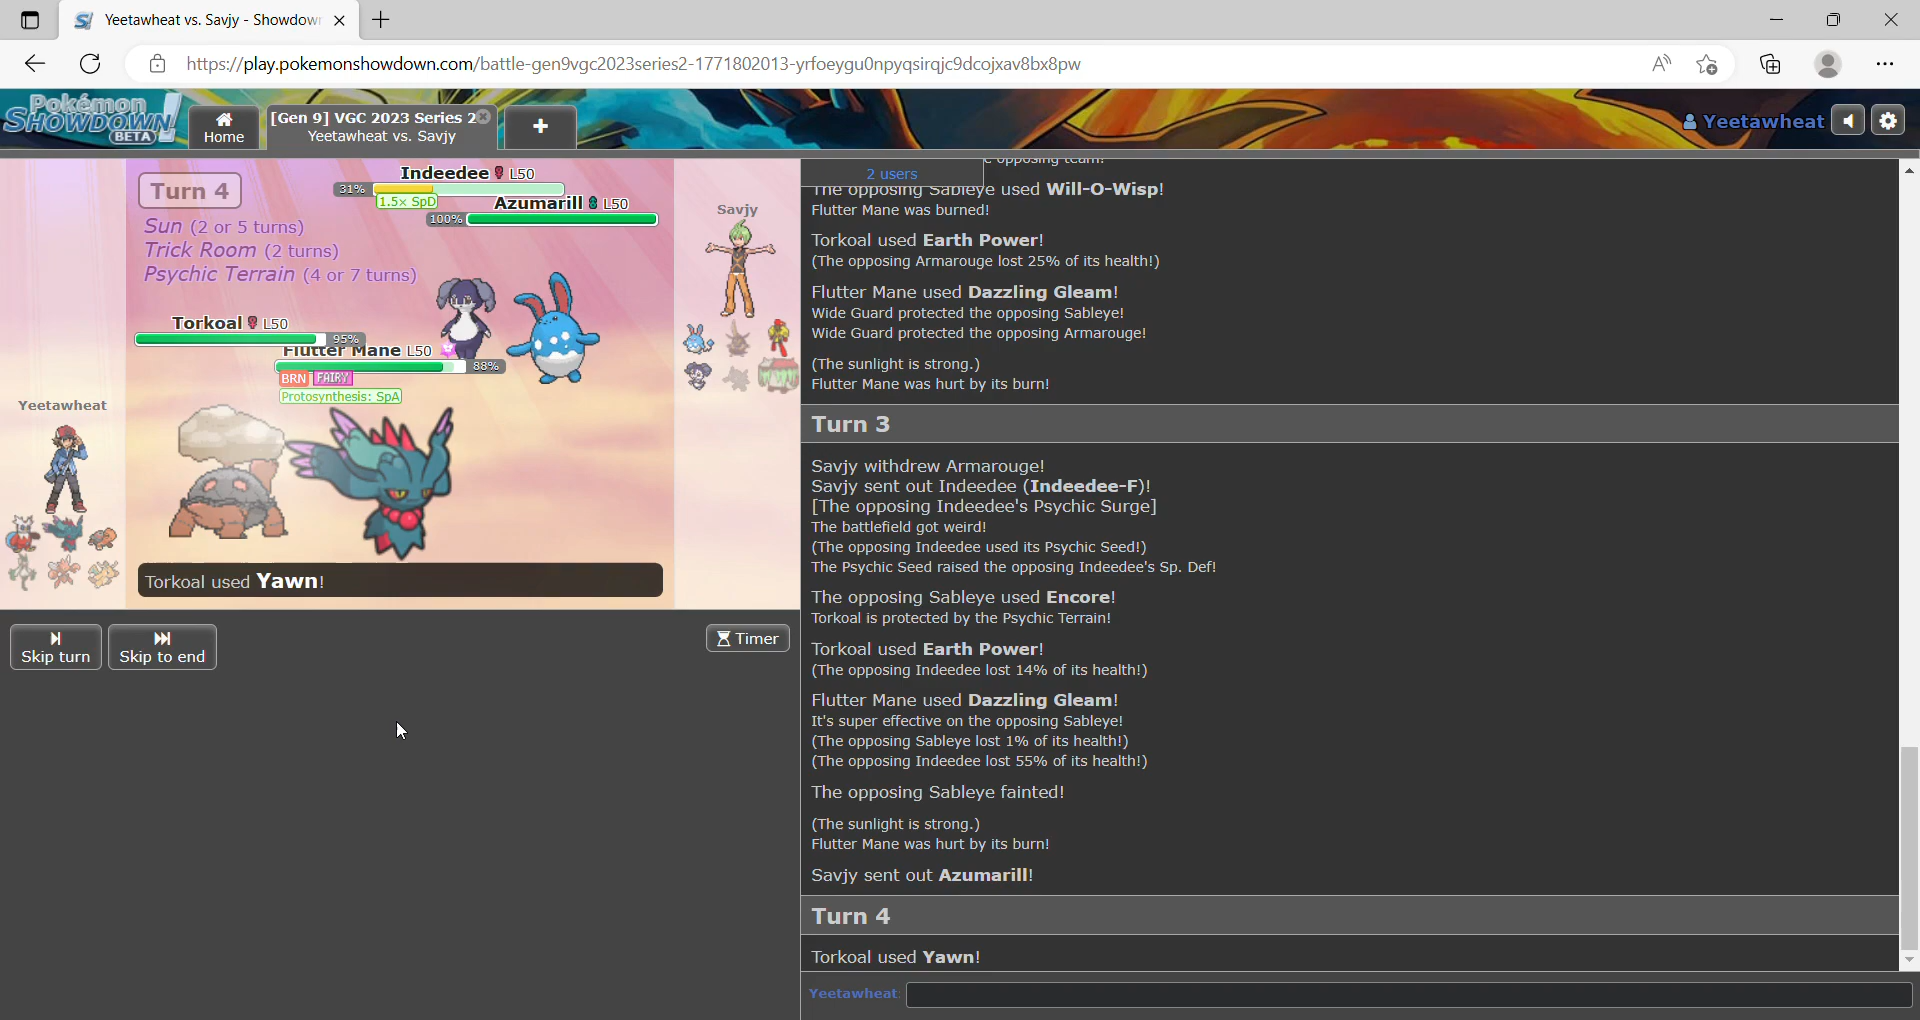 Yeetawheat vs. Savjy - Showdown
https://play.pokemonshowdown.com/battle-gen9vgc2023series2-1771802013-yrfoeygu0npyqsirqjc9dcojxav8bx8pw
Pokémon
SHOWDOWN!
BETA
Home
[Gen 9] VGC 2023 Series 2
Yeetawheat vs. Savjy
Yeetawheat
Turn 4
Sun (2 or 5 turns)
Trick Room (2 turns)
Psychic Terrain (4 or 7 turns)
Indeedee L50
31%
1.5× SpD
Azumarill L50
100%
Savjy
Torkoal L50
95%
Flutter Mane L50
88%
BRN FAIRY
Protosynthesis: SpA
Yeetawheat
Torkoal used Yawn!
Skip turn
Skip to end
Timer
2 users
e opposing team!
The opposing Sableye used Will-O-Wisp!
Flutter Mane was burned!
Torkoal used Earth Power!
(The opposing Armarouge lost 25% of its health!)
Flutter Mane used Dazzling Gleam!
Wide Guard protected the opposing Sableye!
Wide Guard protected the opposing Armarouge!
(The sunlight is strong.)
Flutter Mane was hurt by its burn!
Turn 3
Savjy withdrew Armarouge!
Savjy sent out Indeedee (Indeedee-F)!
[The opposing Indeedee's Psychic Surge]
The battlefield got weird!
(The opposing Indeedee used its Psychic Seed!)
The Psychic Seed raised the opposing Indeedee's Sp. Def!
The opposing Sableye used Encore!
Torkoal is protected by the Psychic Terrain!
Torkoal used Earth Power!
(The opposing Indeedee lost 14% of its health!)
Flutter Mane used Dazzling Gleam!
It's super effective on the opposing Sableye!
(The opposing Sableye lost 1% of its health!)
(The opposing Indeedee lost 55% of its health!)
The opposing Sableye fainted!
(The sunlight is strong.)
Flutter Mane was hurt by its burn!
Savjy sent out Azumarill!
Turn 4
Torkoal used Yawn!
Yeetawheat: